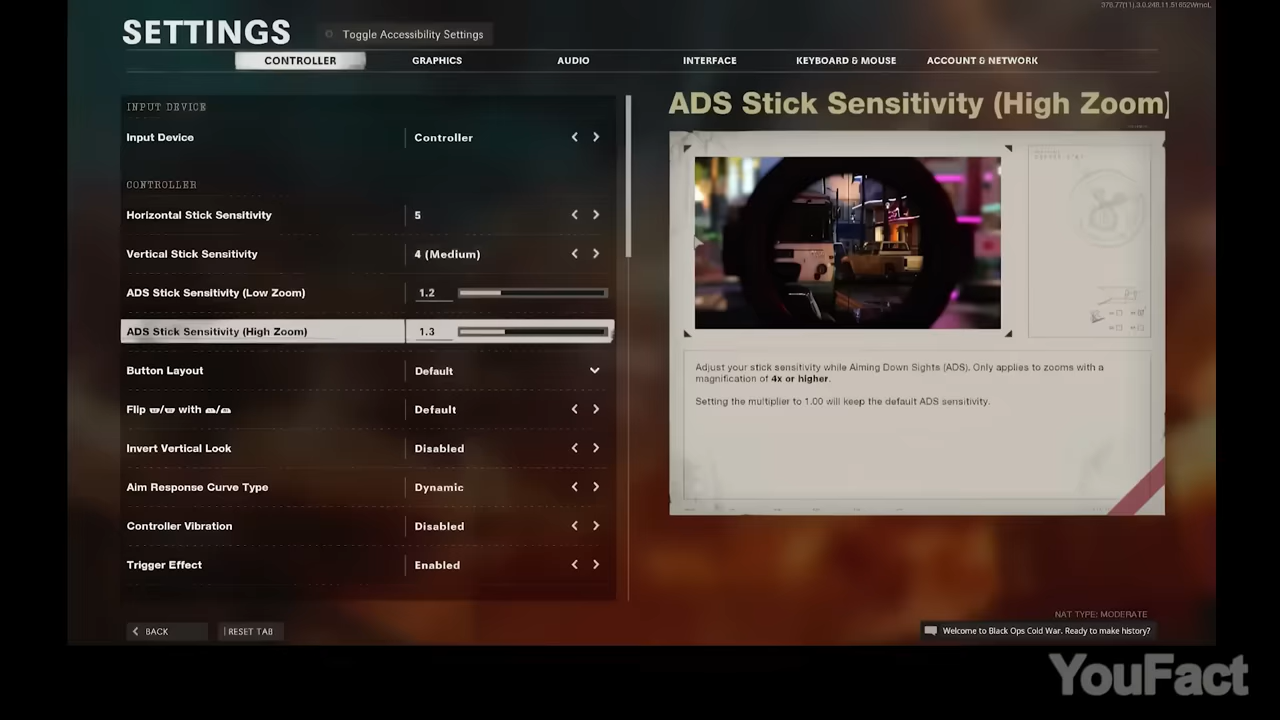 SETTINGS
Toggle Accessibility Settings
CONTROLLER
GRAPHICS
AUDIO
INTERFACE
KEYBOARD & MOUSE
ACCOUNT & NETWORK
INPUT DEVICE
Input Device Controller
CONTROLLER
Horizontal Stick Sensitivity 5
Vertical Stick Sensitivity 4 (Medium)
ADS Stick Sensitivity (Low Zoom) 1.2
ADS Stick Sensitivity (High Zoom) 1.3
Button Layout Default
Flip with / Default
Invert Vertical Look Disabled
Aim Response Curve Type Dynamic
Controller Vibration Disabled
Trigger Effect Enabled
BACK
RESET TAB
ADS Stick Sensitivity (High Zoom)
Adjust your stick sensitivity while Aiming Down Sights (ADS). Only applies to zooms with a
magnification of 4x or higher.
Setting the multiplier to 1.00 will keep the default ADS sensitivity.
NAT TYPE: MODERATE
Welcome to Black Ops Cold War. Ready to make history?
YouFact